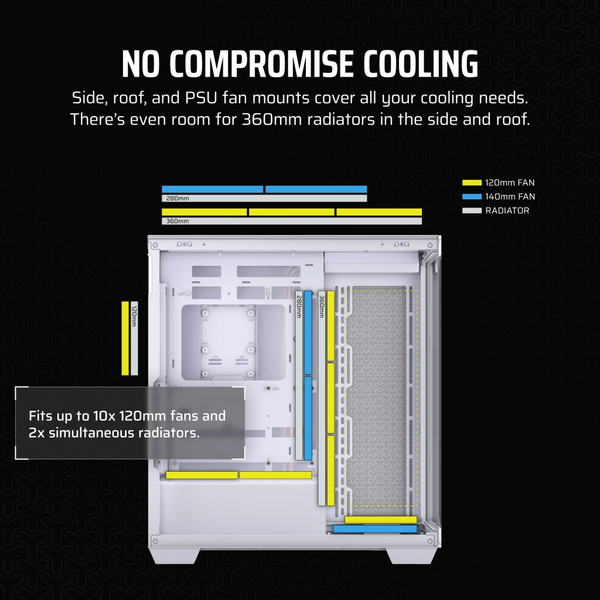 NO COMPROMISE COOLING
Side, roof, and PSU fan mounts cover all your cooling needs.
There's even room for 360mm radiators in the side and roof.
120mm FAN
140mm FAN
RADIATOR
280mm
360mm
120mm
280mm
360mm
Fits up to 10x 120mm fans and
2x simultaneous radiators.